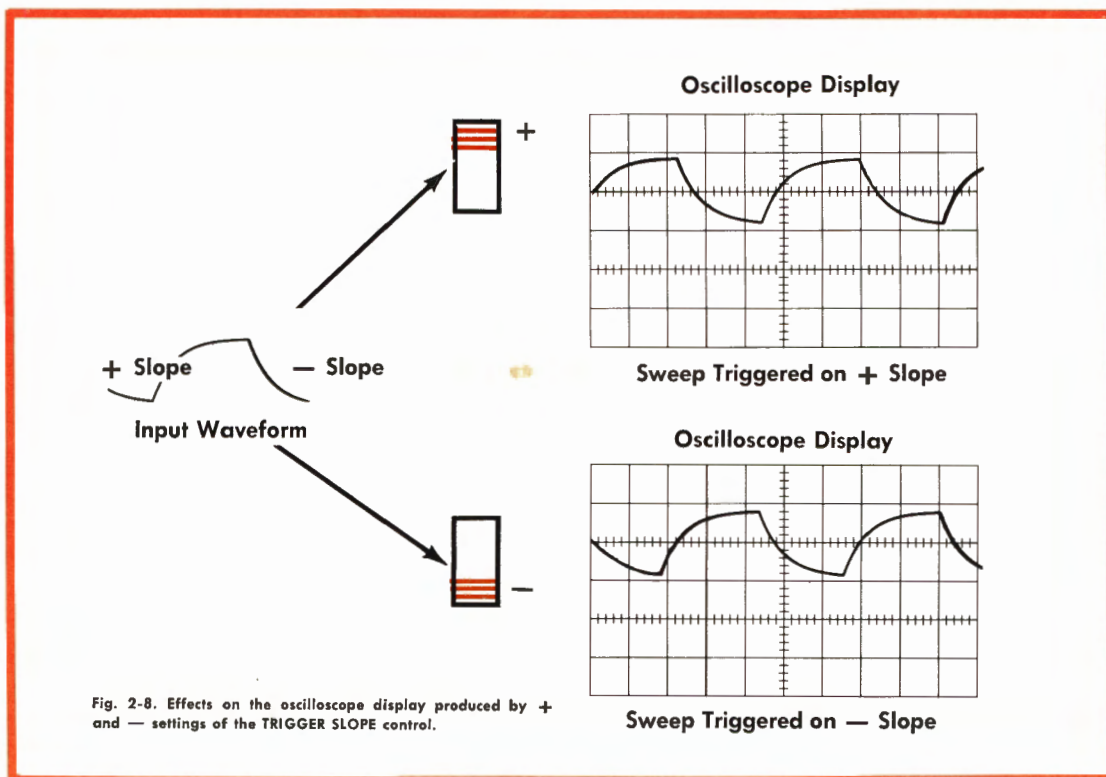 Oscilloscope Display
+
Sweep Triggered on + Slope
+ Slope
— Slope
Input Waveform
Oscilloscope Display
—
Sweep Triggered on — Slope
Fig. 2-8. Effects on the oscilloscope display produced by +
and — settings of the TRIGGER SLOPE control.